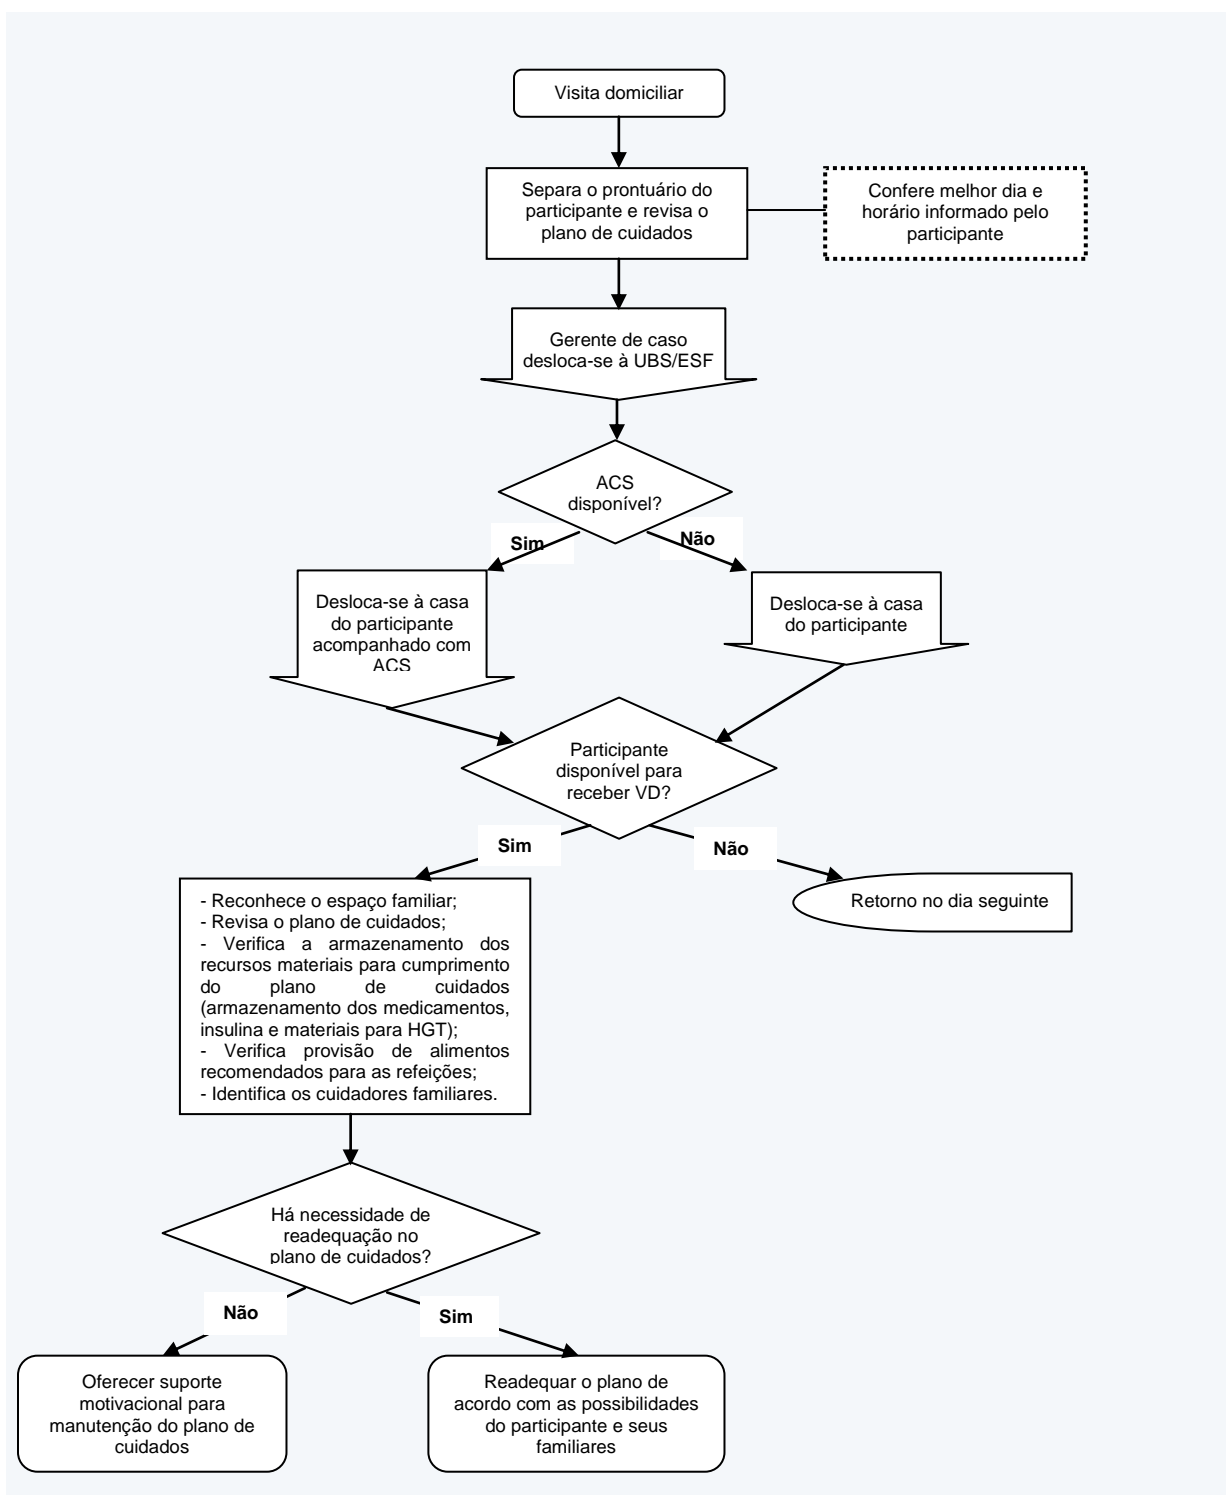 Visita domiciliar
Separa o prontuário do
participante e revisa o
plano de cuidados
Confere melhor dia e
horário informado pelo
participante
Gerente de caso
desloca-se à UBS/ESF
ACS
disponível?
Sim
Não
Desloca-se à casa
do participante
acompanhado com
ACS
Desloca-se à casa
do participante
Participante
disponível para
receber VD?
Sim
Não
- Reconhece o espaço familiar;
- Revisa o plano de cuidados;
- Verifica a armazenamento dos
recursos materiais para cumprimento
do plano de cuidados
(armazenamento dos medicamentos,
insulina e materiais para HGT);
- Verifica provisão de alimentos
recomendados para as refeições;
- Identifica os cuidadores familiares.
Retorno no dia seguinte
Há necessidade de
readequação no
plano de cuidados?
Não
Sim
Oferecer suporte
motivacional para
manutenção do plano de
cuidados
Readequar o plano de
acordo com as possibilidades
do participante e seus
familiares